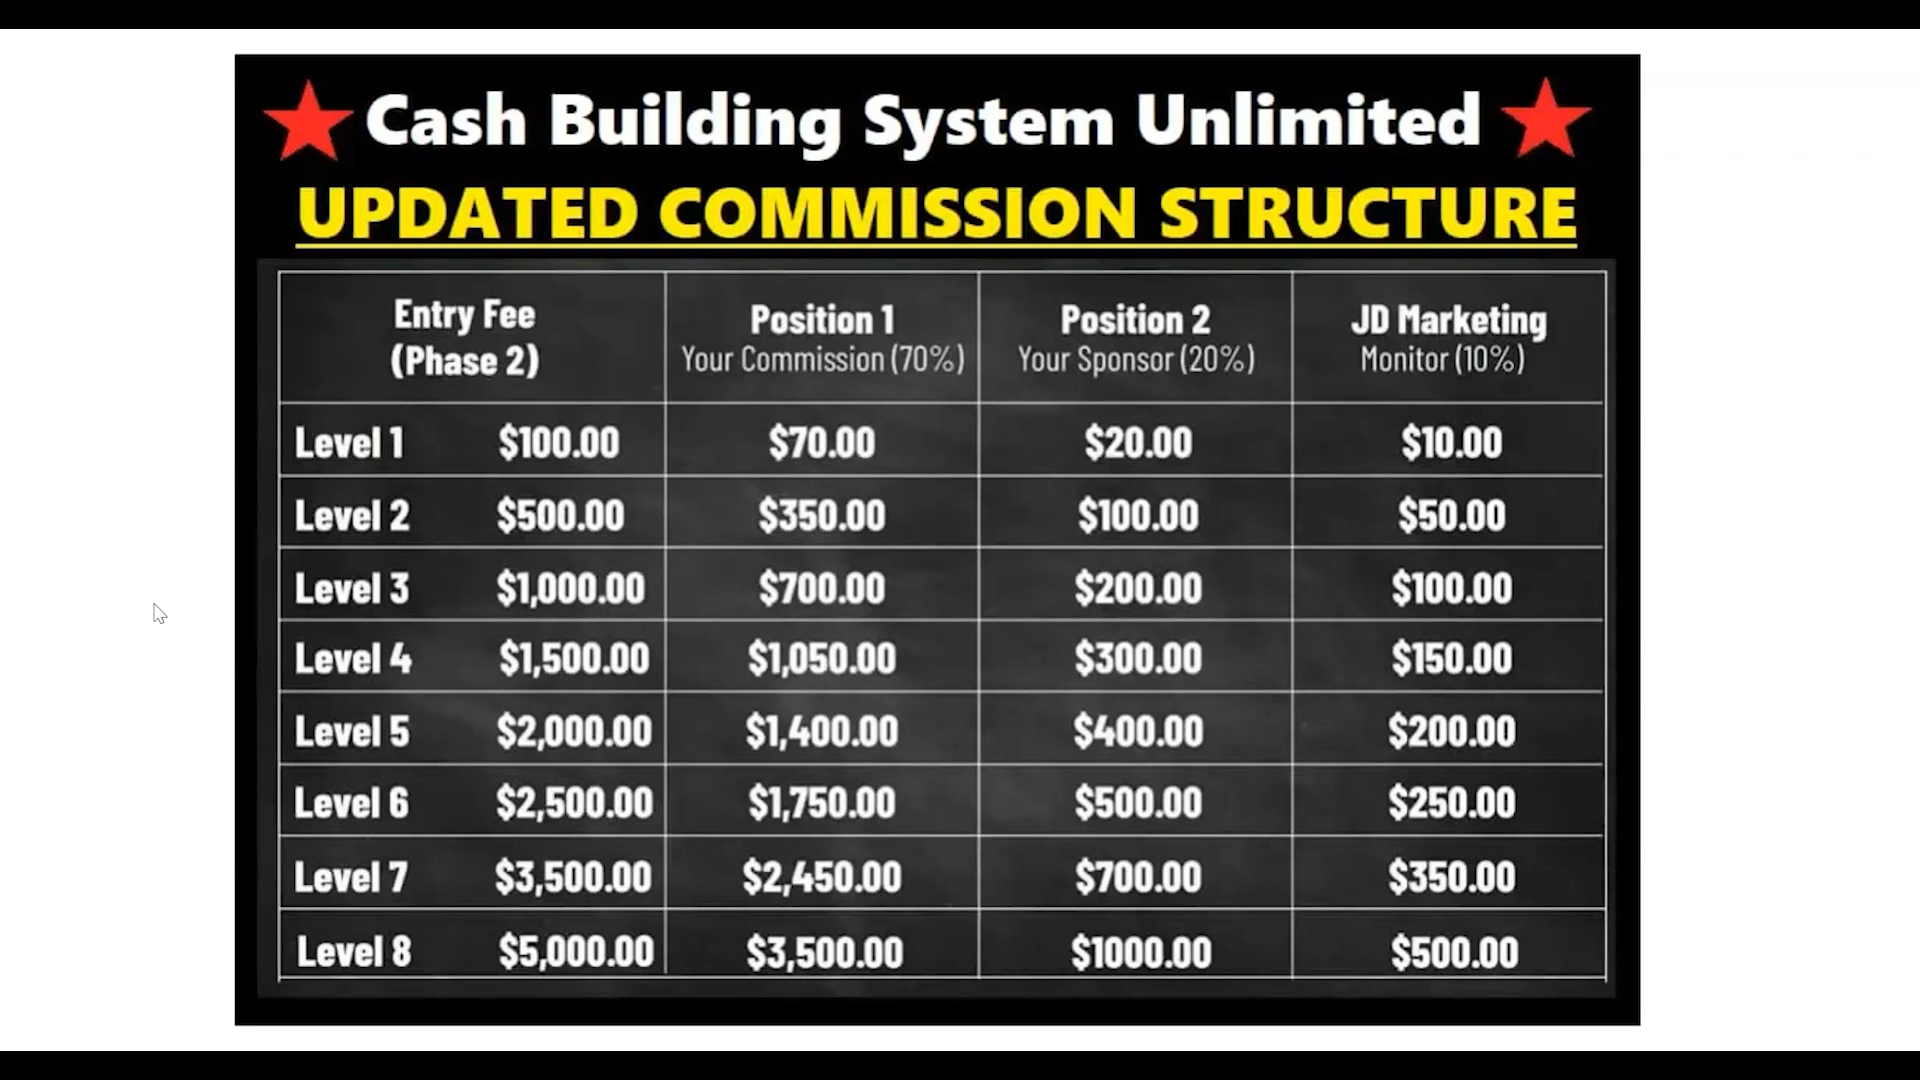 Cash Building System Unlimited
UPDATED COMMISSION STRUCTURE
Entry Fee (Phase 2) Position 1 Your Commission (70%) Position 2 Your Sponsor (20%) JD Marketing Monitor (10%)
Level 1 $100.00 $70.00 $20.00 $10.00
Level 2 $500.00 $350.00 $100.00 $50.00
Level 3 $1,000.00 $700.00 $200.00 $100.00
Level 4 $1,500.00 $1,050.00 $300.00 $150.00
Level 5 $2,000.00 $1,400.00 $400.00 $200.00
Level 6 $2,500.00 $1,750.00 $500.00 $250.00
Level 7 $3,500.00 $2,450.00 $700.00 $350.00
Level 8 $5,000.00 $3,500.00 $1000.00 $500.00